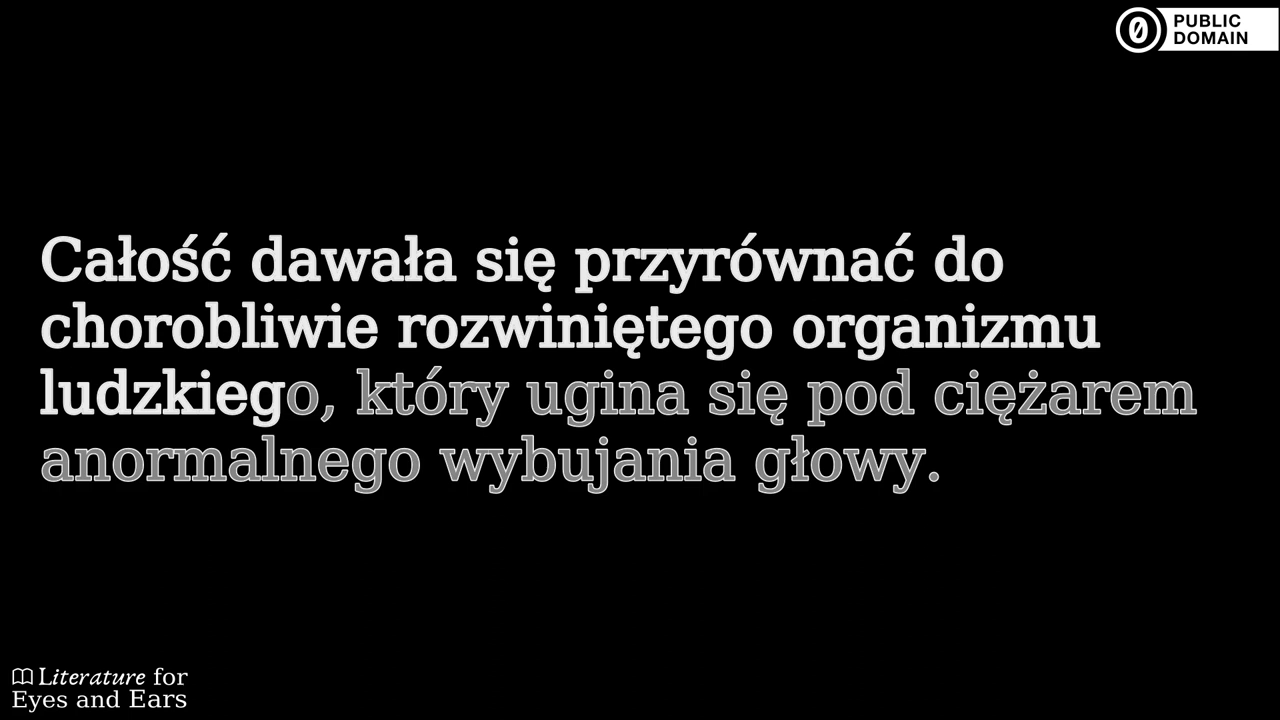 PUBLIC
DOMAIN
Całość dawała się przyrównać do
chorobliwie rozwiniętego organizmu
ludzkiego, który ugina się pod ciężarem
anormalnego wybujania głowy.
Literature for
Eyes and Ears